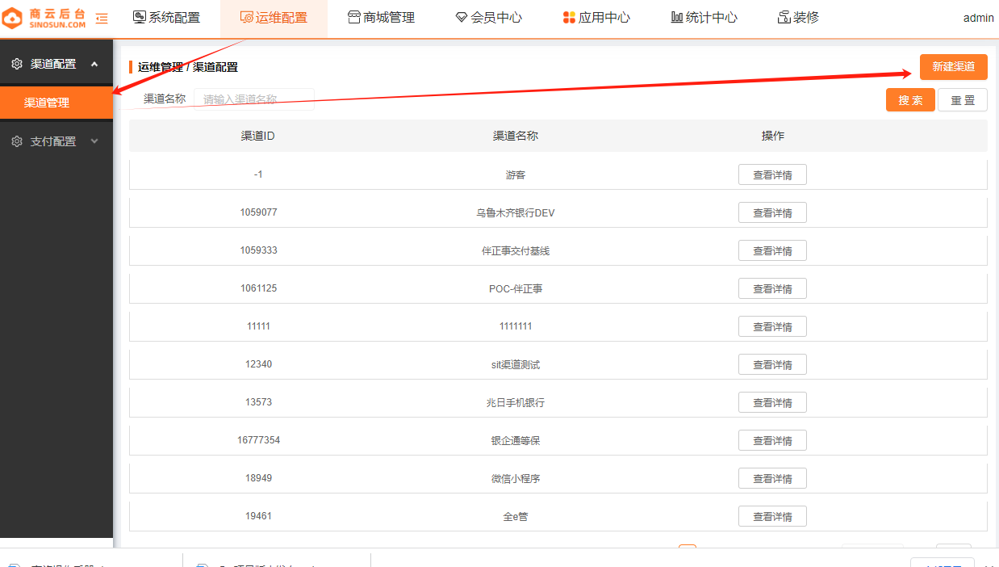 商云后台
SINOSUN.COM
系统配置
运维配置
商城管理
会员中心
应用中心
统计中心
装修
admin
渠道配置
渠道管理
支付配置
运维管理 / 渠道配置
新建渠道
渠道名称
请输入渠道名称
搜 索
重 置
渠道ID 渠道名称 操作
-1 游客 查看详情
1059077 乌鲁木齐银行DEV 查看详情
1059333 伴正事交付基线 查看详情
1061125 POC-伴正事 查看详情
11111 1111111 查看详情
12340 sit渠道测试 查看详情
13573 兆日手机银行 查看详情
16777354 银企通等保 查看详情
18949 微信小程序 查看详情
19461 全e管 查看详情